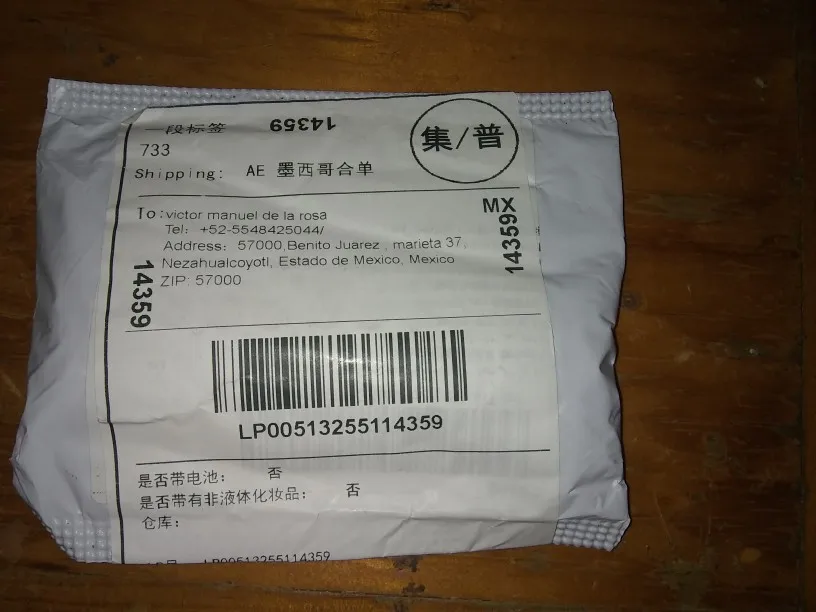 一段标签 14359
集/普
733
Shipping: AE 墨西哥合单
MX
To:victor manuel de la rosa
Tel: +52-5548425044/
Address: 57000,Benito Juarez , marieta 37,
Nezahualcoyotl, Estado de Mexico, Mexico
ZIP: 57000
14359
14359
LP00513255114359
是否带电池: 否
是否带有非液体化妆品: 否
仓库:
LP00513255114359